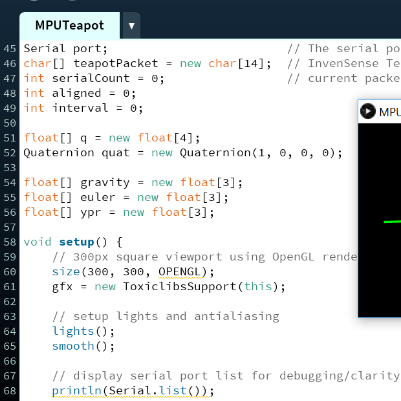 MPUTeapot
45 Serial port; // The serial po
46 char[] teapotPacket = new char[14]; // InvenSense Te
47 int serialCount = 0; // current packe
48 int aligned = 0;
49 int interval = 0;
50
51 float[] q = new float[4];
52 Quaternion quat = new Quaternion(1, 0, 0, 0);
53
54 float[] gravity = new float[3];
55 float[] euler = new float[3];
56 float[] ypr = new float[3];
57
58 void setup() {
59 // 300px square viewport using OpenGL rende
60 size(300, 300, OPENGL);
61 gfx = new ToxiclibsSupport(this);
62
63 // setup lights and antialiasing
64 lights();
65 smooth();
66
67 // display serial port list for debugging/clarity
68 println(Serial.list());
MPU